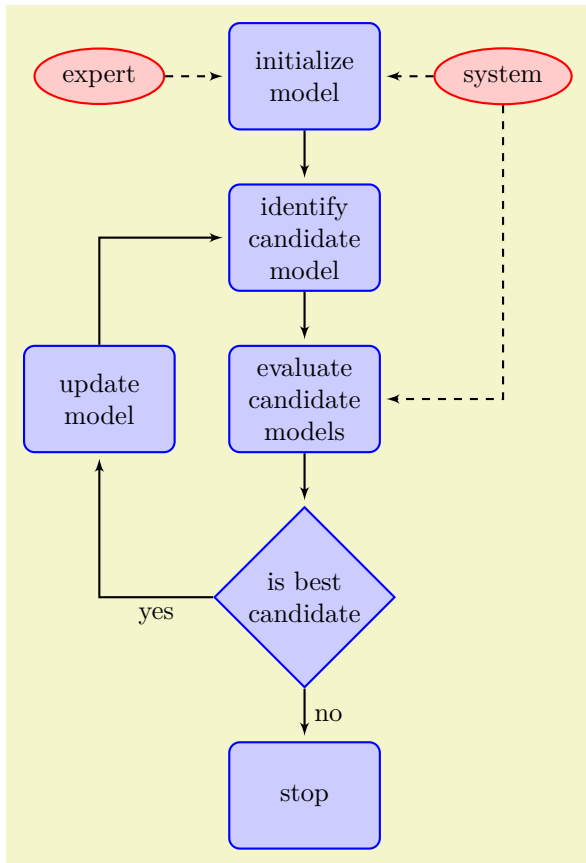 expert
initialize
model
system
identify
candidate
model
update
model
evaluate
candidate
models
is best
candidate
yes
no
stop